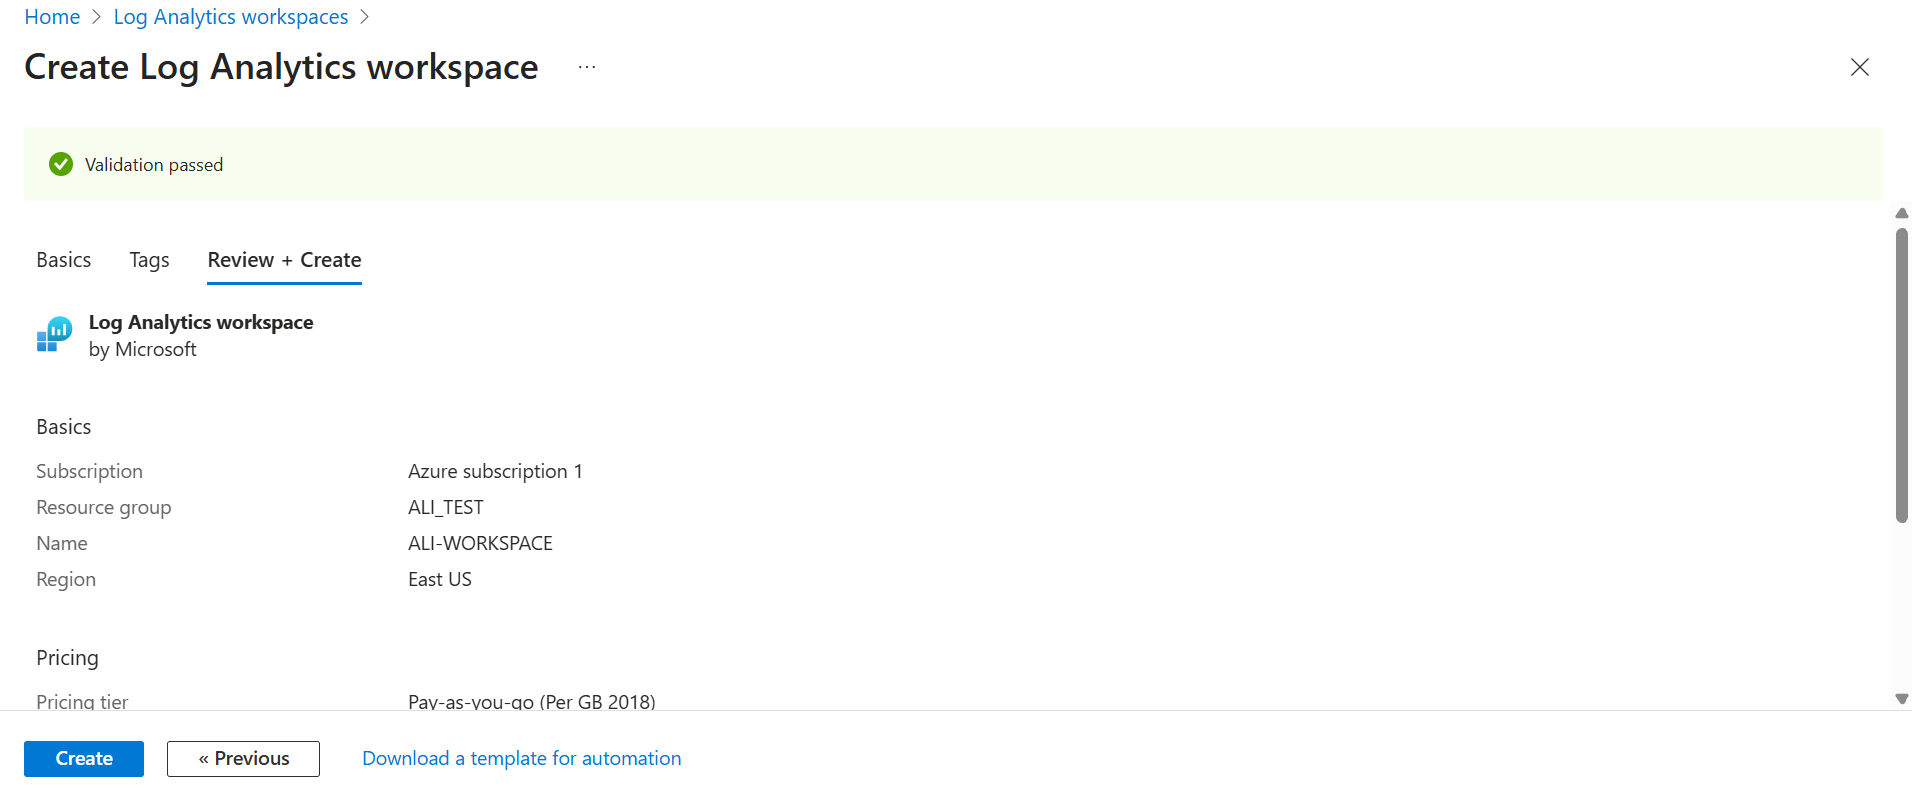 Home > Log Analytics workspaces >
Create Log Analytics workspace ...
Validation passed
Basics Tags Review + Create
Log Analytics workspace
by Microsoft
Basics
Subscription Azure subscription 1
Resource group ALI_TEST
Name ALI-WORKSPACE
Region East US
Pricing
Pricing tier Pay-as-you-go (Per GB 2018)
Create « Previous Download a template for automation